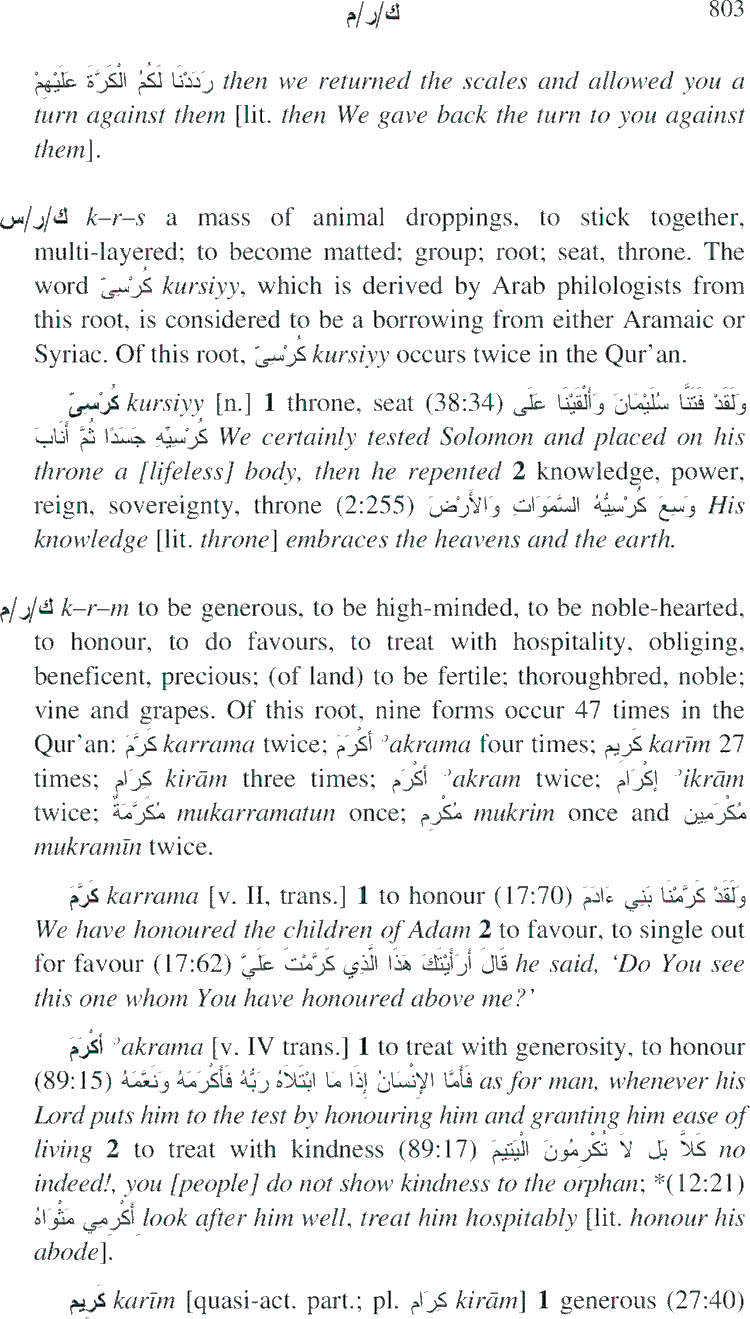 ك/ر/م 803
رَدَدْنَا لَكُمُ الْكَرَّةَ عَلَيْهِمْ then we returned the scales and allowed you a
turn against them [lit. then We gave back the turn to you against
them].
ك/ر/س k–r–s a mass of animal droppings, to stick together,
multi-layered; to become matted; group; root; seat, throne. The
word كُرْسِيّ kursiyy, which is derived by Arab philologists from
this root, is considered to be a borrowing from either Aramaic or
Syriac. Of this root, كُرْسِيّ kursiyy occurs twice in the Qur'an.
كُرْسِيّ kursiyy [n.] 1 throne, seat (38:34) وَلَقَدْ فَتَنَّا سُلَيْمَانَ وَأَلْقَيْنَا عَلَى
كُرْسِيِّهِ جَسَدًا ثُمَّ أَنَابَ We certainly tested Solomon and placed on his
throne a [lifeless] body, then he repented 2 knowledge, power,
reign, sovereignty, throne (2:255) وَسِعَ كُرْسِيُّهُ السَّمَوَاتِ وَالأَرْضَ His
knowledge [lit. throne] embraces the heavens and the earth.
ك/ر/م k–r–m to be generous, to be high-minded, to be noble-hearted,
to honour, to do favours, to treat with hospitality, obliging,
beneficent, precious; (of land) to be fertile; thoroughbred, noble;
vine and grapes. Of this root, nine forms occur 47 times in the
Qur'an: كَرَّمَ karrama twice; أَكْرَمَ ʾakrama four times; كَرِيم karīm 27
times; كِرَام kirām three times; أَكْرَم ʾakram twice; إِكْرَام ʾikrām
twice; مُكَرَّمَةٌ mukarramatun once; مُكْرِم mukrim once and مُكْرَمِين
mukramīn twice.
كَرَّمَ karrama [v. II, trans.] 1 to honour (17:70) وَلَقَدْ كَرَّمْنَا بَنِي ءَادَمَ
We have honoured the children of Adam 2 to favour, to single out
for favour (17:62) قَالَ أَرَأَيْتَكَ هَذَا الَّذِي كَرَّمْتَ عَلَيَّ he said, 'Do You see
this one whom You have honoured above me?'
أَكْرَمَ ʾakrama [v. IV trans.] 1 to treat with generosity, to honour
(89:15) فَأَمَّا الإِنْسَانُ إِذَا مَا ابْتَلاَهُ رَبُّهُ فَأَكْرَمَهُ وَنَعَّمَهُ as for man, whenever his
Lord puts him to the test by honouring him and granting him ease of
living 2 to treat with kindness (89:17) كَلاَّ بَل لاَ تُكْرِمُونَ الْيَتِيمَ no
indeed!, you [people] do not show kindness to the orphan; *(12:21)
أَكْرِمِي مَثْوَاهُ look after him well, treat him hospitably [lit. honour his
abode].
كَرِيم karīm [quasi-act. part.; pl. كِرَام kirām] 1 generous (27:40)